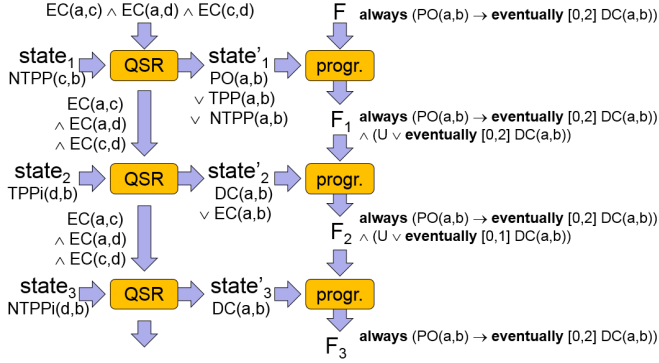 EC(a,c) ∧ EC(a,d) ∧ EC(c,d)
F
always (PO(a,b) → eventually [0,2] DC(a,b))
state₁
NTPP(c,b)
QSR
state'₁
PO(a,b)
∨ TPP(a,b)
∨ NTPP(a,b)
progr.
EC(a,c)
∧ EC(a,d)
∧ EC(c,d)
F₁
always (PO(a,b) → eventually [0,2] DC(a,b))
∧ (U ∨ eventually [0,2] DC(a,b))
state₂
TPPi(d,b)
QSR
state'₂
DC(a,b)
∨ EC(a,b)
progr.
EC(a,c)
∧ EC(a,d)
∧ EC(c,d)
F₂
always (PO(a,b) → eventually [0,2] DC(a,b))
∧ (U ∨ eventually [0,1] DC(a,b))
state₃
NTPPi(d,b)
QSR
state'₃
DC(a,b)
progr.
F₃
always (PO(a,b) → eventually [0,2] DC(a,b))